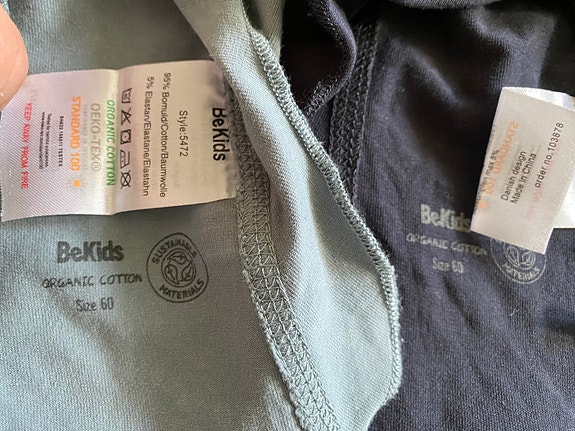 BeKids
Style:5472
95% Bomuld/Cotton/Baumwolle
5% Elastan/Elastane/Elastahn
ORGANIC COTTON
OEKO-TEX®
STANDARD 100
KEEP AWAY FROM FIRE
BeKids
ORGANIC COTTON
Size 60
SUSTAINABLE
MATERIALS
Danish design
Made in China
order no.103878
BeKids
ORGANIC COTTON
Size 60